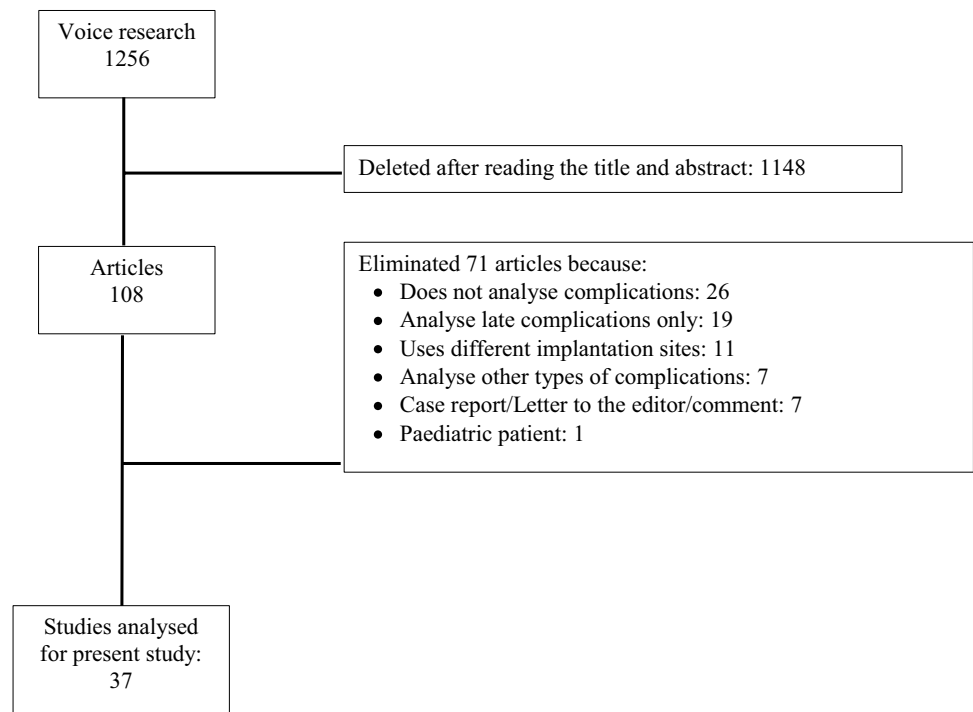 Voice research
1256
Deleted after reading the title and abstract: 1148
Articles
108
Eliminated 71 articles because:
• Does not analyse complications: 26
• Analyse late complications only: 19
• Uses different implantation sites: 11
• Analyse other types of complications: 7
• Case report/Letter to the editor/comment: 7
• Paediatric patient: 1
Studies analysed
for present study:
37